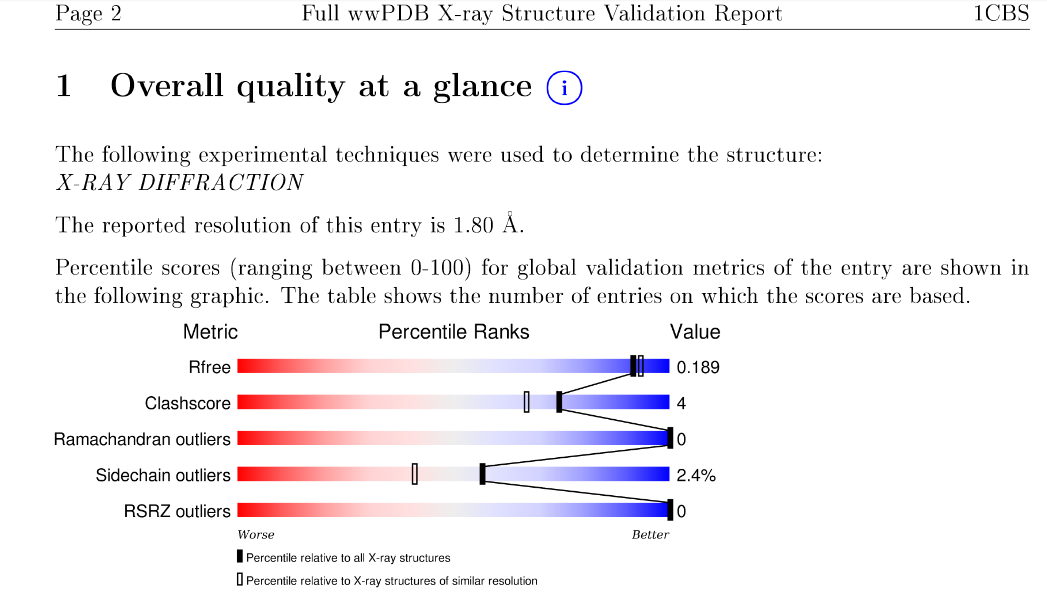 Page 2 Full wwPDB X-ray Structure Validation Report 1CBS
1 Overall quality at a glance i
The following experimental techniques were used to determine the structure:
X-RAY DIFFRACTION
The reported resolution of this entry is 1.80 Å.
Percentile scores (ranging between 0-100) for global validation metrics of the entry are shown in
the following graphic. The table shows the number of entries on which the scores are based.
Metric Percentile Ranks Value
Rfree 0.189
Clashscore 4
Ramachandran outliers 0
Sidechain outliers 2.4%
RSRZ outliers 0
Worse Better
Percentile relative to all X-ray structures
Percentile relative to X-ray structures of similar resolution